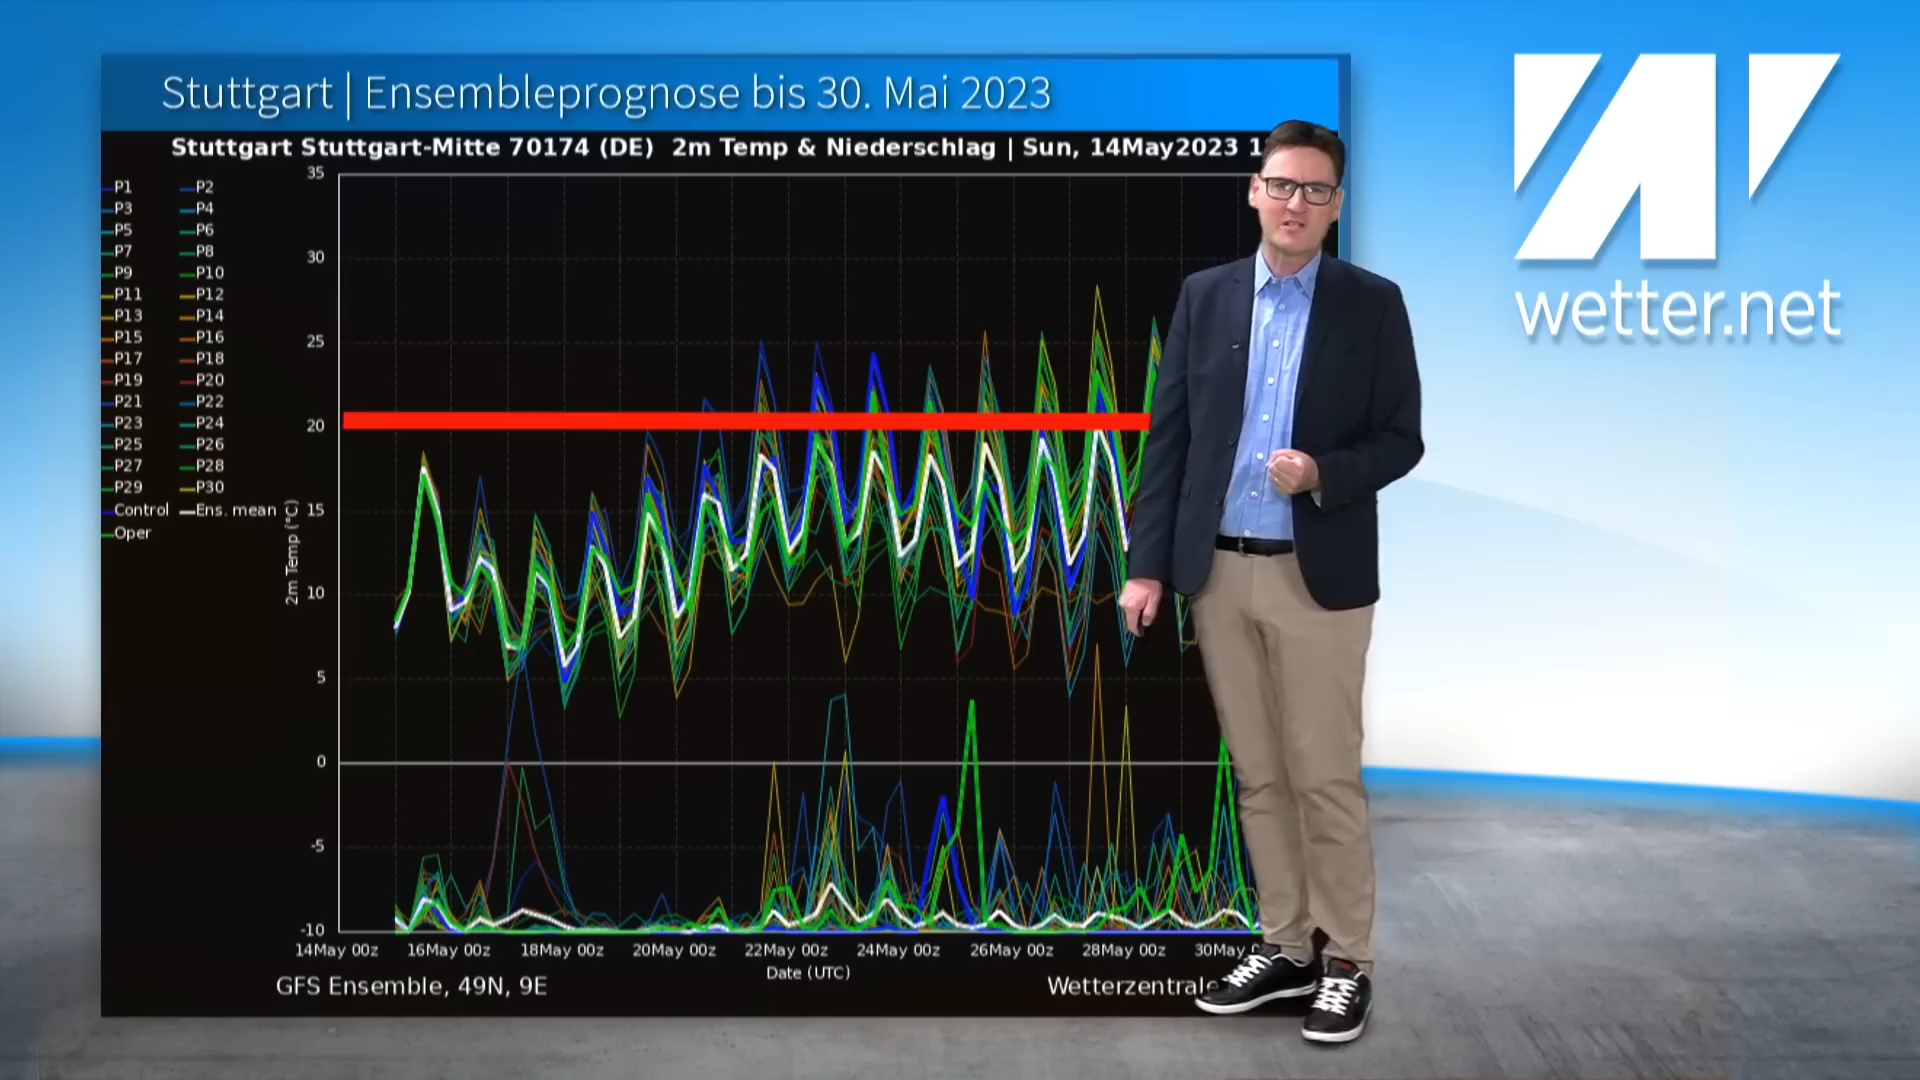 Stuttgart | Ensembleprognose bis 30. Mai 2023
Stuttgart Stuttgart-Mitte 70174 (DE) 2m Temp & Niederschlag | Sun, 14May2023 1
P1 P2
P3 P4
P5 P6
P7 P8
P9 P10
P11 P12
P13 P14
P15 P16
P17 P18
P19 P20
P21 P22
P23 P24
P25 P26
P27 P28
P29 P30
Control Ens. mean
Oper
2m Temp (°C)
35
30
25
20
15
10
5
0
-5
-10
14May 00z 16May 00z 18May 00z 20May 00z 22May 00z 24May 00z 26May 00z 28May 00z 30May 0
Date (UTC)
GFS Ensemble, 49N, 9E
Wetterzentrale
wetter.net